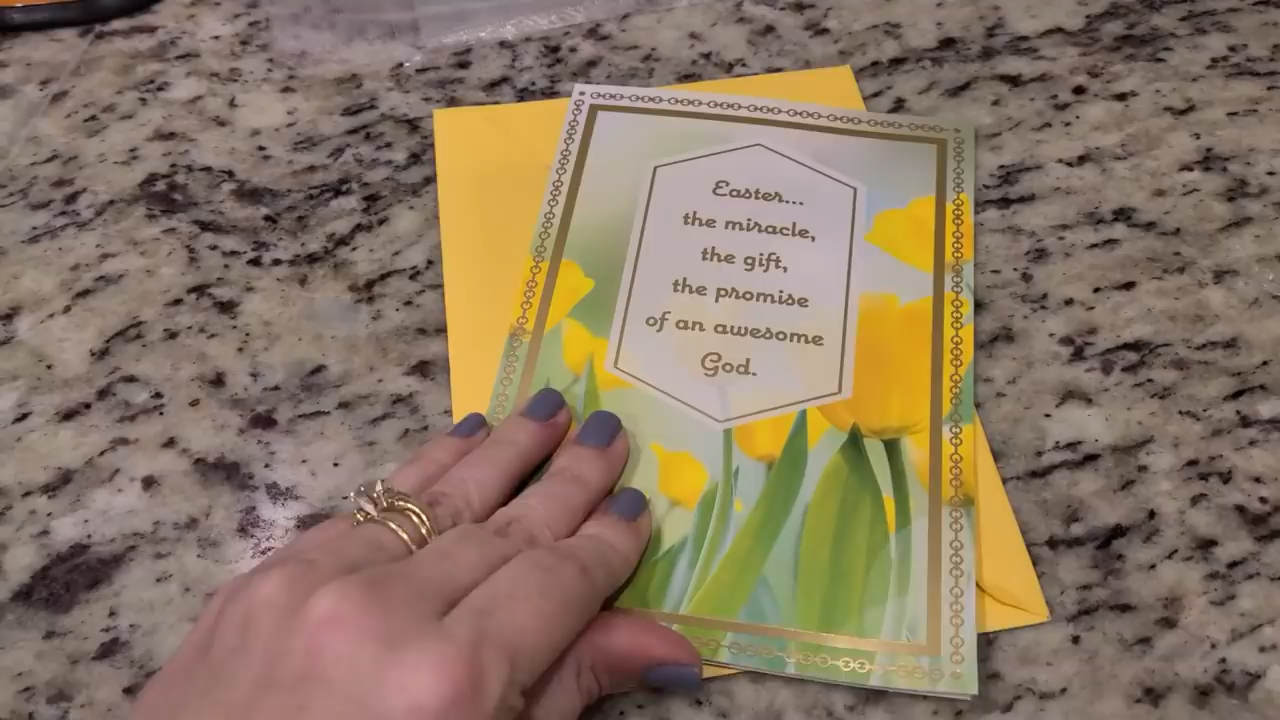 Easter...
the miracle,
the gift,
the promise
of an awesome
God.